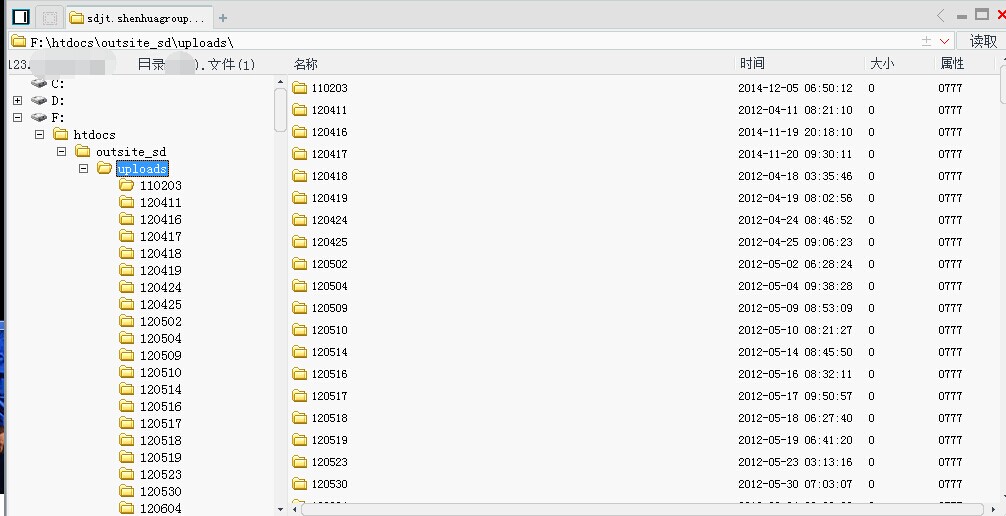 sdjt.shenhuagroup...
F:\htdocs\outsite_sd\uploads\
读取
123. 目录 ).文件(1)
名称 时间 大小 属性
C:
D:
F:
htdocs
outsite_sd
uploads
110203
120411
120416
120417
120418
120419
120424
120425
120502
120504
120509
120510
120514
120516
120517
120518
120519
120523
120530
120604
110203 2014-12-05 06:50:12 0 0777
120411 2012-04-11 08:21:10 0 0777
120416 2014-11-19 20:18:10 0 0777
120417 2014-11-20 09:30:11 0 0777
120418 2012-04-18 03:35:46 0 0777
120419 2012-04-19 08:02:56 0 0777
120424 2012-04-24 08:46:52 0 0777
120425 2012-04-25 09:06:23 0 0777
120502 2012-05-02 06:28:24 0 0777
120504 2012-05-04 09:38:28 0 0777
120509 2012-05-09 08:53:09 0 0777
120510 2012-05-10 08:21:27 0 0777
120514 2012-05-14 08:45:50 0 0777
120516 2012-05-16 08:32:11 0 0777
120517 2012-05-17 09:50:57 0 0777
120518 2012-05-18 06:27:40 0 0777
120519 2012-05-19 06:41:20 0 0777
120523 2012-05-23 03:13:16 0 0777
120530 2012-05-30 07:03:07 0 0777